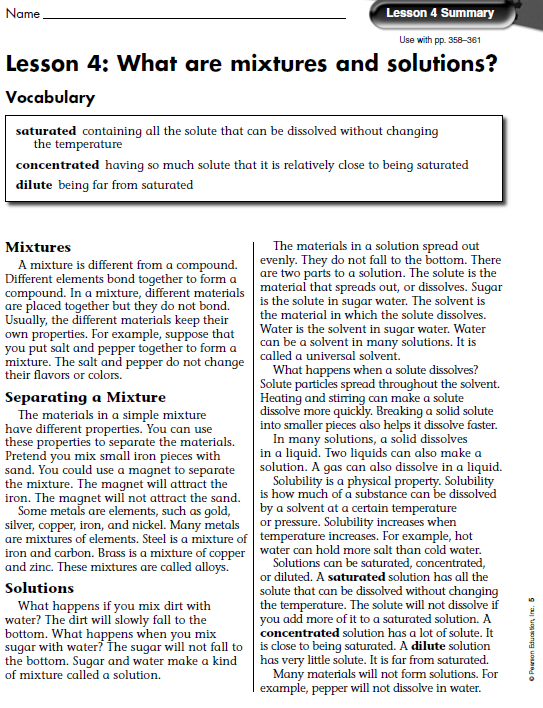 Name
Lesson 4 Summary
Use with pp. 358–361
Lesson 4: What are mixtures and solutions?
Vocabulary
saturated containing all the solute that can be dissolved without changing
the temperature
concentrated having so much solute that it is relatively close to being saturated
dilute being far from saturated
Mixtures
A mixture is different from a compound.
Different elements bond together to form a
compound. In a mixture, different materials
are placed together but they do not bond.
Usually, the different materials keep their
own properties. For example, suppose that
you put salt and pepper together to form a
mixture. The salt and pepper do not change
their flavors or colors.
Separating a Mixture
The materials in a simple mixture
have different properties. You can use
these properties to separate the materials.
Pretend you mix small iron pieces with
sand. You could use a magnet to separate
the mixture. The magnet will attract the
iron. The magnet will not attract the sand.
Some metals are elements, such as gold,
silver, copper, iron, and nickel. Many metals
are mixtures of elements. Steel is a mixture of
iron and carbon. Brass is a mixture of copper
and zinc. These mixtures are called alloys.
Solutions
What happens if you mix dirt with
water? The dirt will slowly fall to the
bottom. What happens when you mix
sugar with water? The sugar will not fall to
the bottom. Sugar and water make a kind
of mixture called a solution.
The materials in a solution spread out
evenly. They do not fall to the bottom. There
are two parts to a solution. The solute is the
material that spreads out, or dissolves. Sugar
is the solute in sugar water. The solvent is
the material in which the solute dissolves.
Water is the solvent in sugar water. Water
can be a solvent in many solutions. It is
called a universal solvent.
What happens when a solute dissolves?
Solute particles spread throughout the solvent.
Heating and stirring can make a solute
dissolve more quickly. Breaking a solid solute
into smaller pieces also helps it dissolve faster.
In many solutions, a solid dissolves
in a liquid. Two liquids can also make a
solution. A gas can also dissolve in a liquid.
Solubility is a physical property. Solubility
is how much of a substance can be dissolved
by a solvent at a certain temperature
or pressure. Solubility increases when
temperature increases. For example, hot
water can hold more salt than cold water.
Solutions can be saturated, concentrated,
or diluted. A saturated solution has all the
solute that can be dissolved without changing
the temperature. The solute will not dissolve if
you add more of it to a saturated solution. A
concentrated solution has a lot of solute. It
is close to being saturated. A dilute solution
has very little solute. It is far from saturated.
Many materials will not form solutions. For
example, pepper will not dissolve in water.
© Pearson Education, Inc. 5